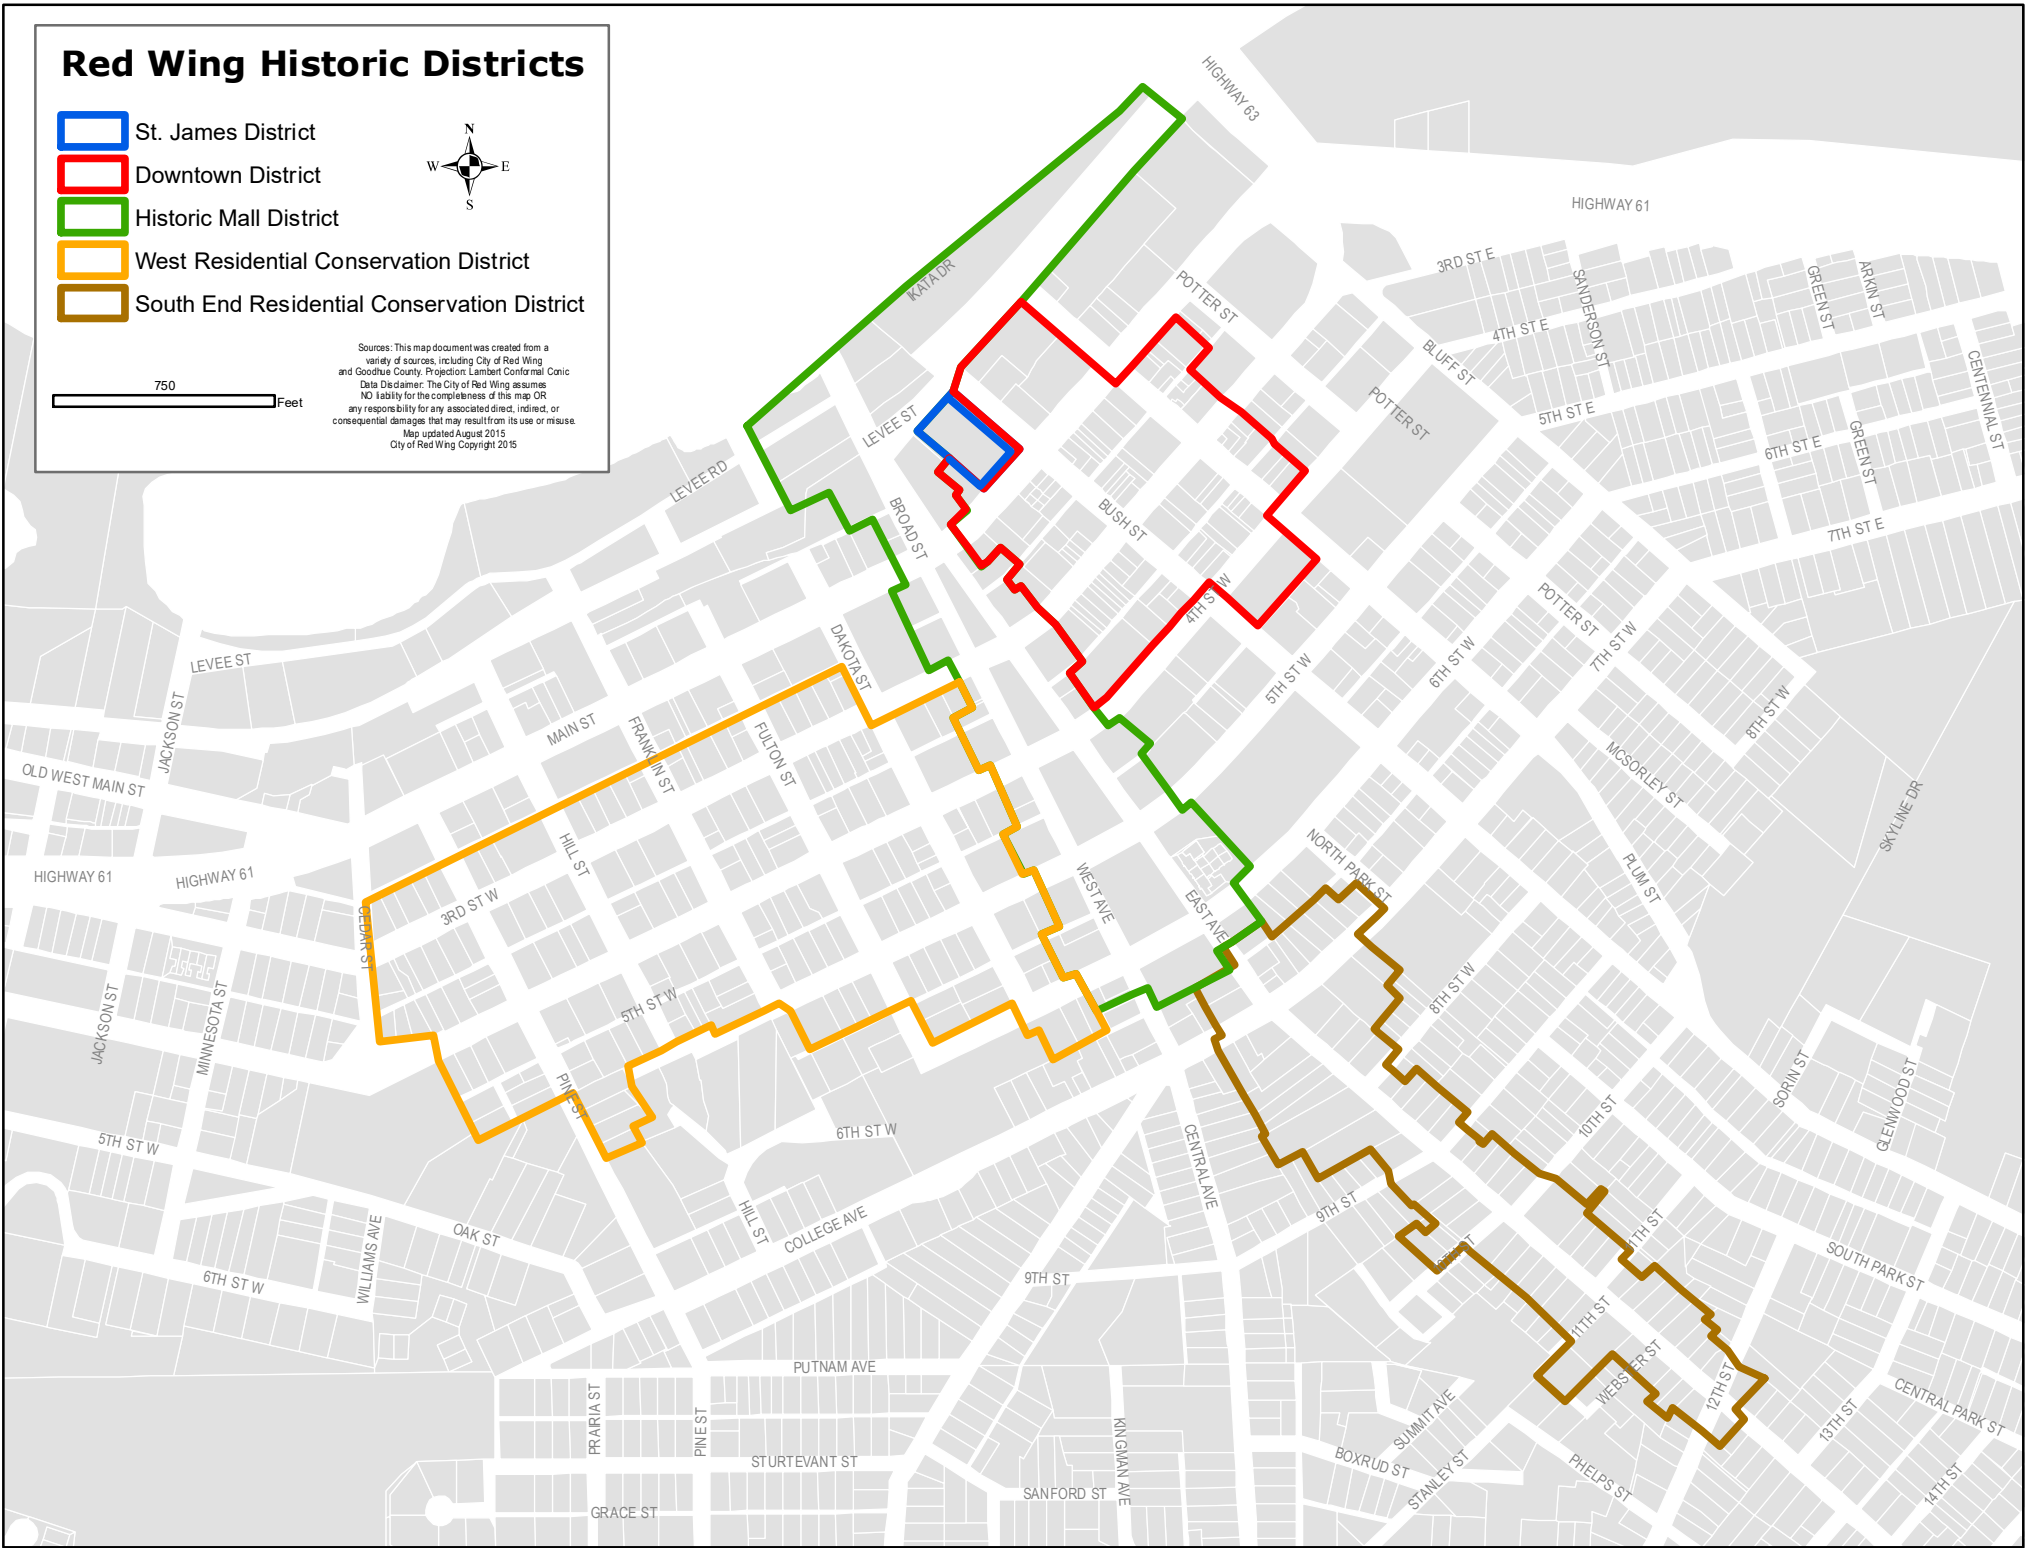 Red Wing Historic Districts
St. James District
Downtown District
Historic Mall District
West Residential Conservation District
South End Residential Conservation District
N
W
E
S
Sources: This map document was created from a
variety of sources, including City of Red Wing
and Goodhue County. Projection: Lambert Conformal Conic
Data Disclaimer: The City of Red Wing assumes
NO liability for the completeness of this map OR
any responsibility for any associated direct, indirect, or
consequential damages that may result from its use or misuse.
Map updated August 2015
City of Red Wing Copyright 2015
750
Feet
HIGHWAY 63
HIGHWAY 61
3RD ST E
SANDERSON ST
GREEN ST
ARKIN ST
4TH ST E
CENTENNIAL ST
IKATA DR
POTTER ST
BLUFF ST
POTTER ST
5TH ST E
6TH ST E
GREEN ST
7TH ST E
LEVEE ST
LEVEE RD
BROAD ST
BUSH ST
4TH ST W
POTTER ST
7TH ST W
6TH ST W
5TH ST W
8TH ST W
LEVEE ST
DAKOTA ST
JACKSON ST
MAIN ST
FRANKLIN ST
FULTON ST
OLD WEST MAIN ST
MCSORLEY ST
SKYLINE DR
HILL ST
HIGHWAY 61
HIGHWAY 61
3RD ST W
CEDAR ST
WEST AVE
EAST AVE
NORTH PARK ST
PLUM ST
8TH ST W
JACKSON ST
MINNESOTA ST
5TH ST W
PINE ST
SORIN ST
GLENWOOD ST
5TH ST W
6TH ST W
CENTRAL AVE
10TH ST
9TH ST
HILL ST
COLLEGE AVE
OAK ST
WILLIAMS AVE
6TH ST W
11TH ST
SOUTH PARK ST
9TH ST
11TH ST
WEBSTER ST
12TH ST
PUTNAM AVE
PRAIRIA ST
PINE ST
STURTEVANT ST
GRACE ST
SANFORD ST
KINGMAN AVE
SUMMIT AVE
BOXRUD ST
STANLEY ST
PHELPS ST
13TH ST
CENTRAL PARK ST
14TH ST